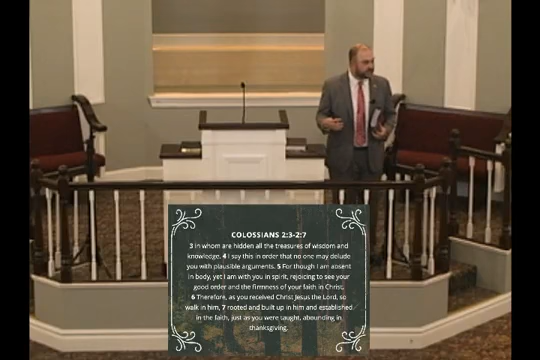 COLOSSIANS 2:3-2:7
3 in whom are hidden all the treasures of wisdom and
knowledge. 4 I say this in order that no one may delude
you with plausible arguments. 5 For though I am absent
in body, yet I am with you in spirit, rejoicing to see your
good order and the firmness of your faith in Christ.
6 Therefore, as you received Christ Jesus the Lord, so
walk in him, 7 rooted and built up in him and established
in the faith, just as you were taught, abounding in
thanksgiving.